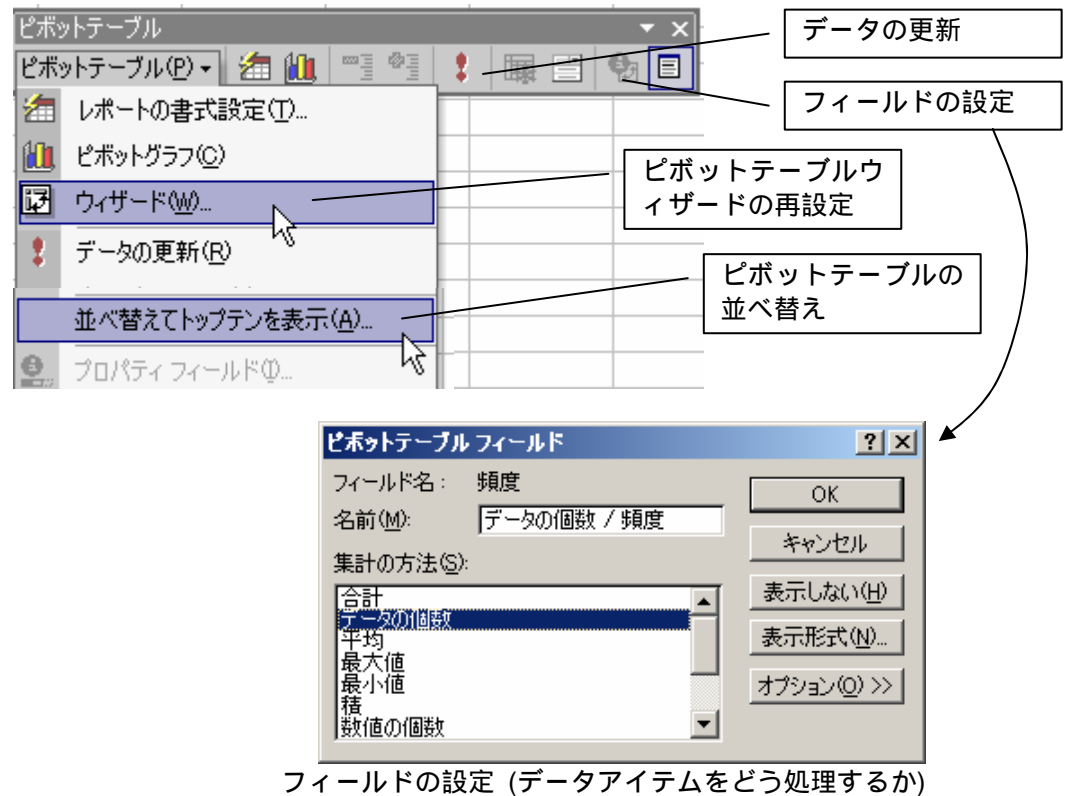 ピボットテーブル
ピボットテーブル(P)
レポートの書式設定(T)...
ピボットグラフ(C)
ウィザード(W)...
データの更新(R)
並べ替えてトップテンを表示(A)...
プロパティ フィールド(I)...
データの更新
フィールドの設定
ピボットテーブルウ
ィザードの再設定
ピボットテーブルの
並べ替え
ピボットテーブル フィールド
フィールド名: 頻度
名前(M): データの個数 / 頻度
集計の方法(S):
合計
データの個数
平均
最大値
最小値
積
数値の個数
OK
キャンセル
表示しない(H)
表示形式(N)...
オプション(O) >>
フィールドの設定 (データアイテムをどう処理するか)